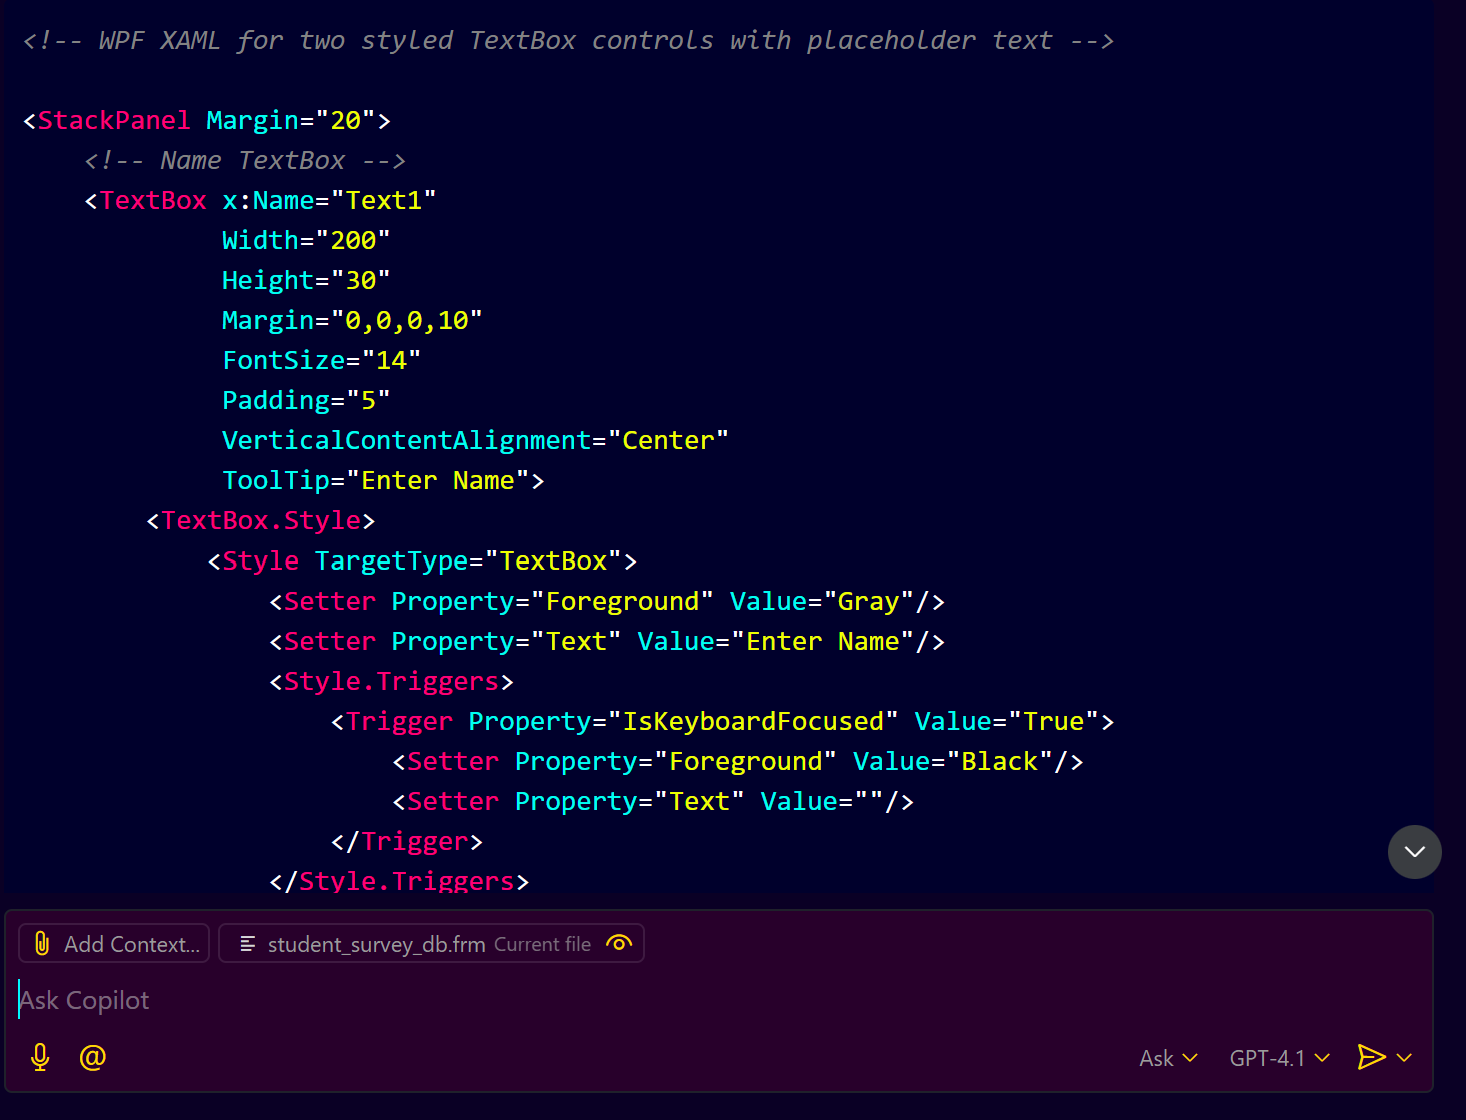 <!-- WPF XAML for two styled TextBox controls with placeholder text -->
<StackPanel Margin="20">
<!-- Name TextBox -->
<TextBox x:Name="Text1"
Width="200"
Height="30"
Margin="0,0,0,10"
FontSize="14"
Padding="5"
VerticalContentAlignment="Center"
ToolTip="Enter Name">
<TextBox.Style>
<Style TargetType="TextBox">
<Setter Property="Foreground" Value="Gray"/>
<Setter Property="Text" Value="Enter Name"/>
<Style.Triggers>
<Trigger Property="IsKeyboardFocused" Value="True">
<Setter Property="Foreground" Value="Black"/>
<Setter Property="Text" Value=""/>
</Trigger>
</Style.Triggers>
Add Context... student_survey_db.frm Current file
Ask Copilot
@ Ask GPT-4.1